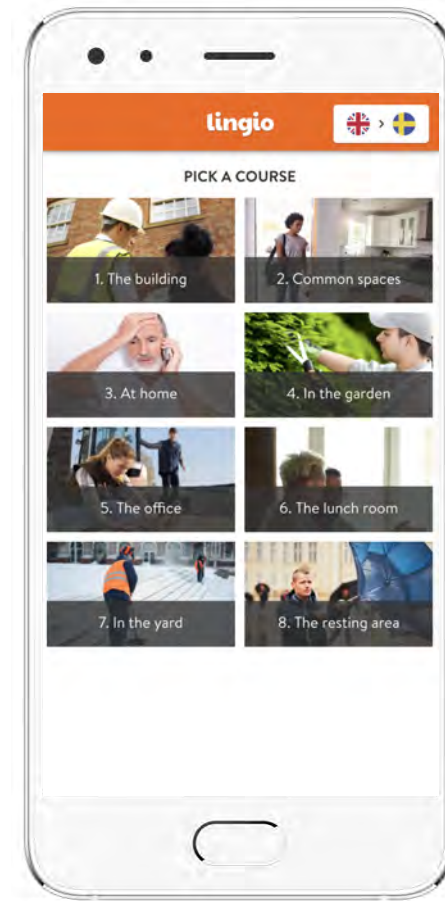 lingio
PICK A COURSE
1. The building
2. Common spaces
3. At home
4. In the garden
5. The office
6. The lunch room
7. In the yard
8. The resting area